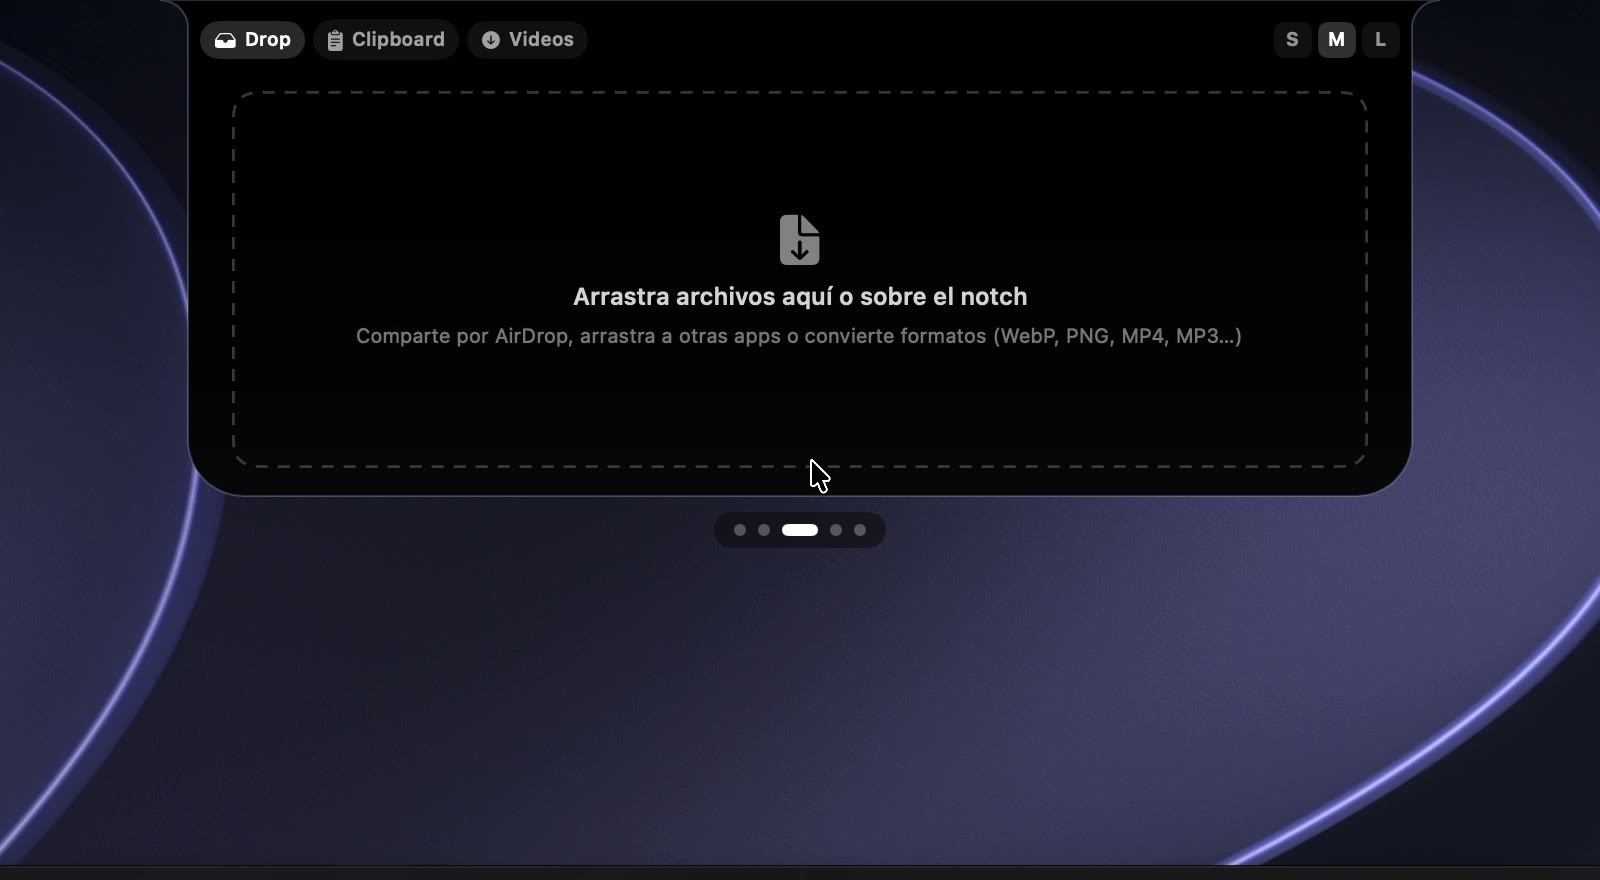 Drop Clipboard Videos S M L
Arrastra archivos aquí o sobre el notch
Comparte por AirDrop, arrastra a otras apps o convierte formatos (WebP, PNG, MP4, MP3...)